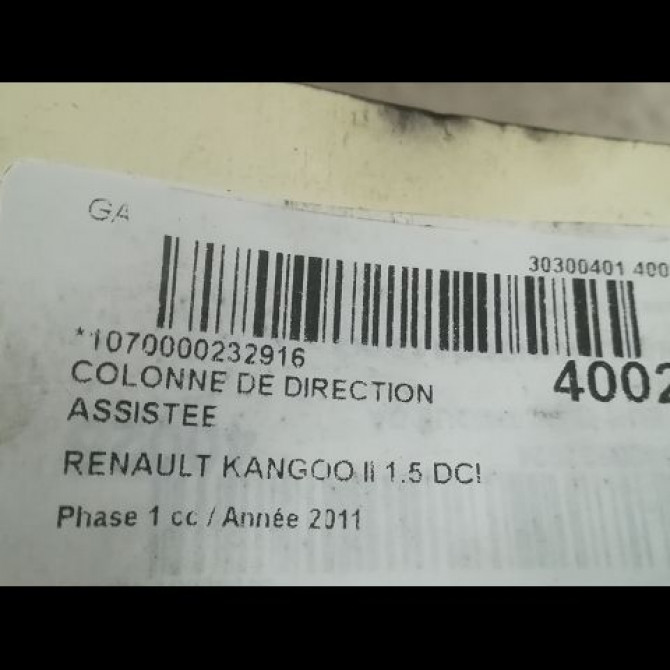 GA
30300401 400
*1070000232916
4002
COLONNE DE DIRECTION
ASSISTEE
RENAULT KANGOO II 1.5 DCI
Phase 1 cc / Année 2011